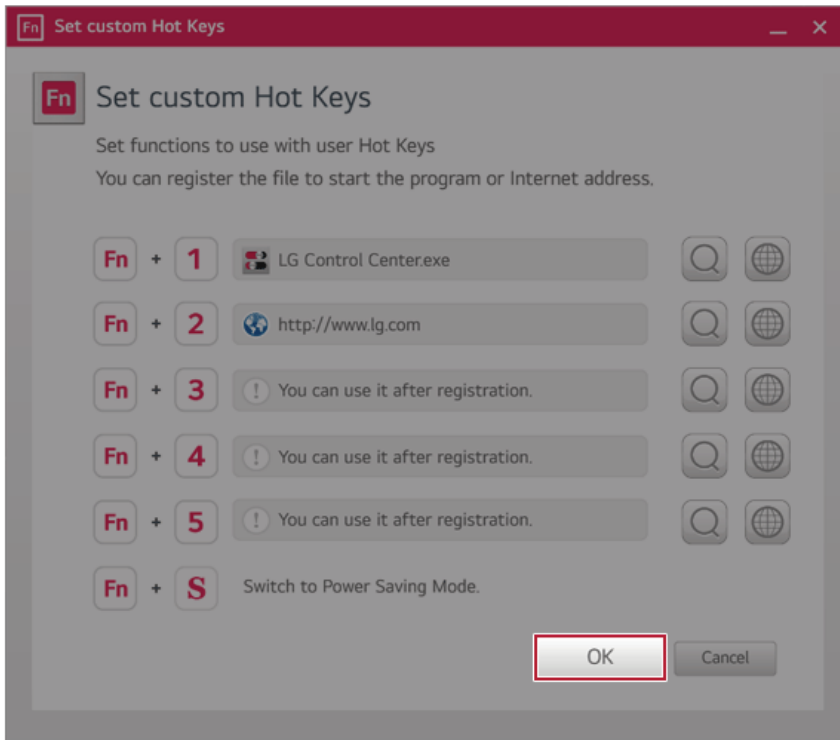 Fn Set custom Hot Keys
Fn Set custom Hot Keys
Set functions to use with user Hot Keys
You can register the file to start the program or Internet address.
Fn + 1 LG Control Center.exe
Fn + 2 http://www.lg.com
Fn + 3 ! You can use it after registration.
Fn + 4 ! You can use it after registration.
Fn + 5 ! You can use it after registration.
Fn + S Switch to Power Saving Mode.
OK Cancel